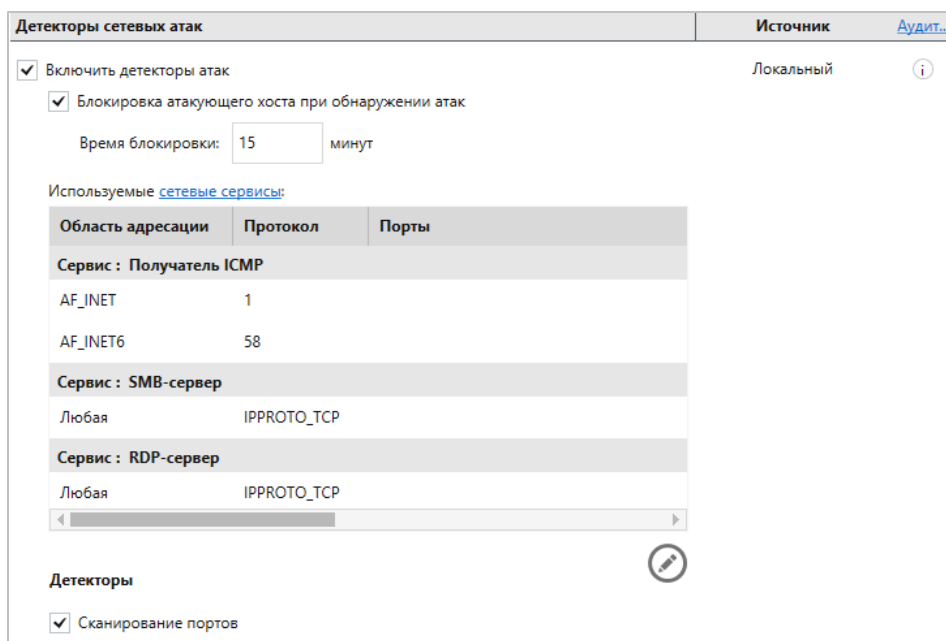 Детекторы сетевых атак Источник Аудит...
Включить детекторы атак Локальный i
Блокировка атакующего хоста при обнаружении атак
Время блокировки: 15 минут
Используемые сетевые сервисы:
Область адресации Протокол Порты
Сервис : Получатель ICMP
AF_INET 1
AF_INET6 58
Сервис : SMB-сервер
Любая IPPROTO_TCP
Сервис : RDP-сервер
Любая IPPROTO_TCP
Детекторы
Сканирование портов